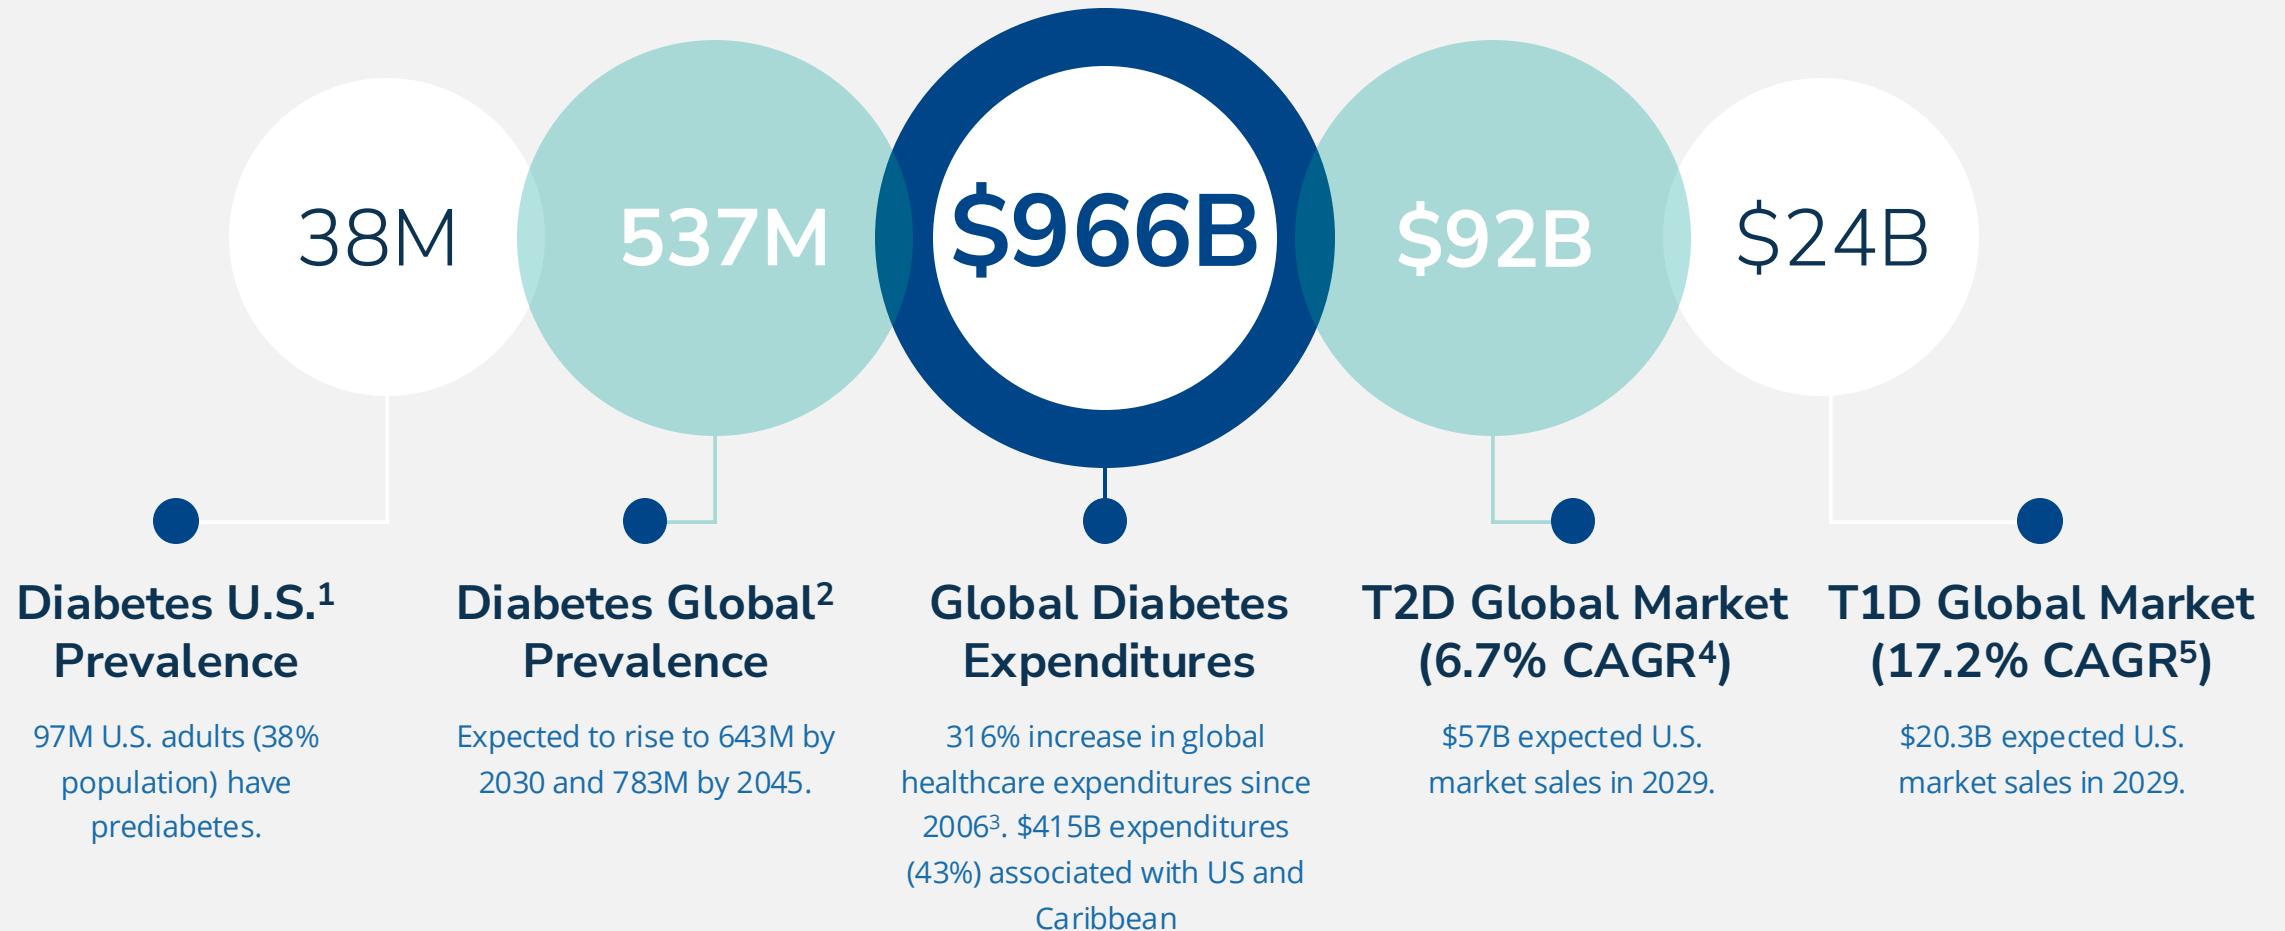 38M
537M
$966B
$92B
$24B
Diabetes U.S.¹
Prevalence
97M U.S. adults (38%
population) have
prediabetes.
Diabetes Global²
Prevalence
Expected to rise to 643M by
2030 and 783M by 2045.
Global Diabetes
Expenditures
316% increase in global
healthcare expenditures since
2006³. $415B expenditures
(43%) associated with US and
Caribbean
T2D Global Market
(6.7% CAGR⁴)
$57B expected U.S.
market sales in 2029.
T1D Global Market
(17.2% CAGR⁵)
$20.3B expected U.S.
market sales in 2029.